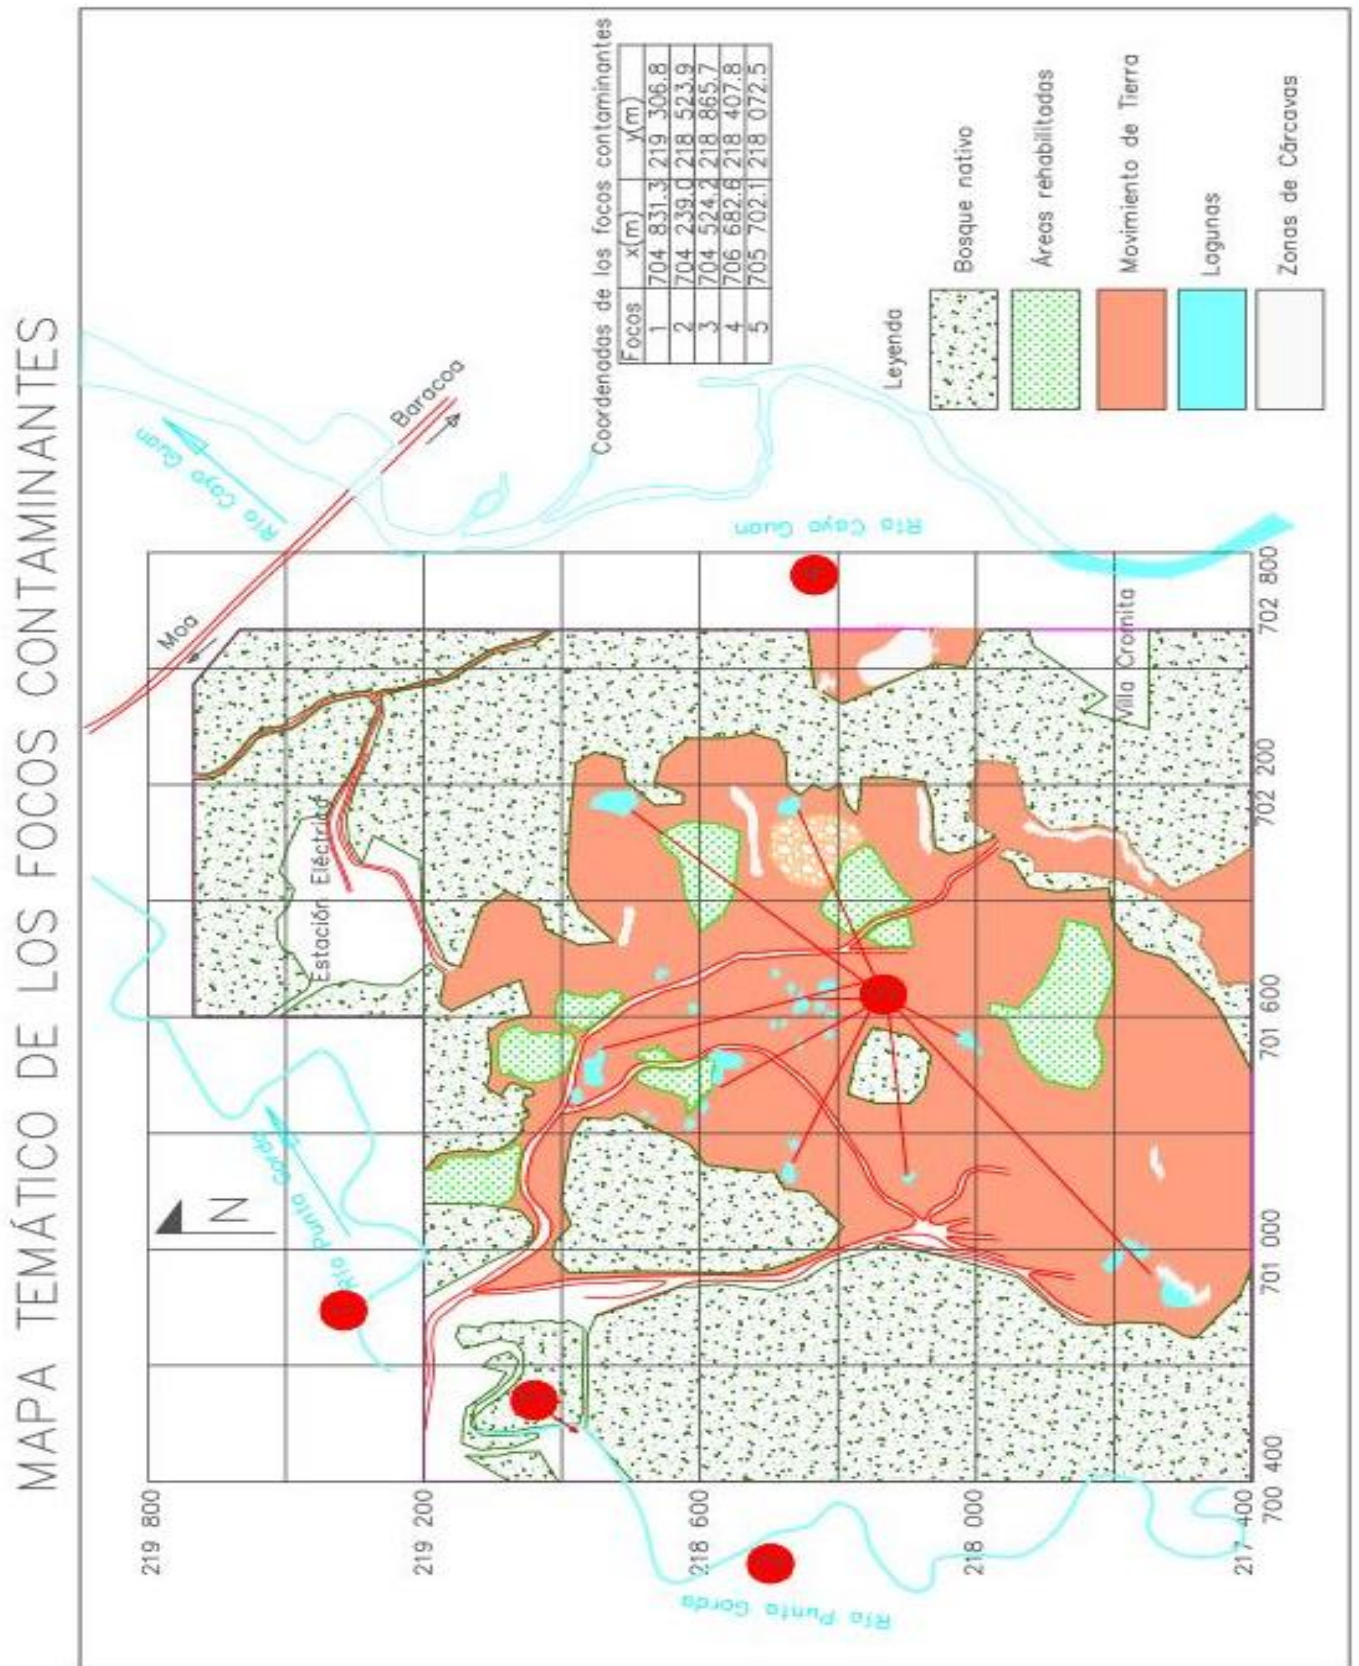 MAPA TEMÁTICO DE LOS FOCOS CONTAMINANTES
Moa
Baracoa
Río Cayo Guan
Estación Eléctrica
N
Río Punta Gorda
Río Cayo Guan
Villa Cromita
Río Punta Gorda
219 800
219 200
218 600
218 000
217 400
700 400
701 000
701 600
702 200
702 800
Coordenadas de los focos contaminantes
Focos x(m) y(m)
1 704 831.3 219 306.8
2 704 239.0 218 523.9
3 704 524.2 218 865.7
4 706 682.6 218 407.8
5 705 702.1 218 072.5
Leyenda
Bosque nativo
Áreas rehabilitadas
Movimiento de Tierra
Lagunas
Zonas de Cárcavas